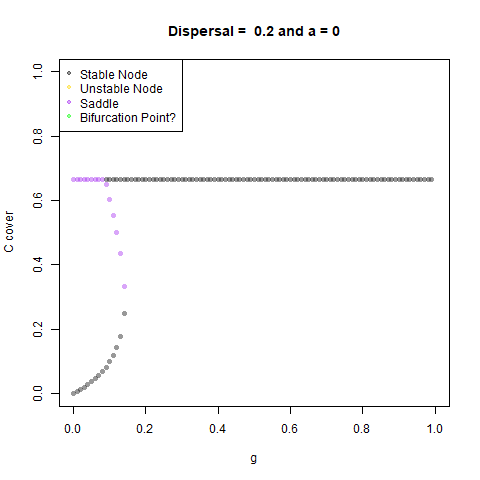 Dispersal =  0.2 and a = 0
Stable Node
Unstable Node
Saddle
Bifurcation Point?
C cover
1.0
0.8
0.6
0.4
0.2
0.0
0.0 0.2 0.4 0.6 0.8 1.0
g